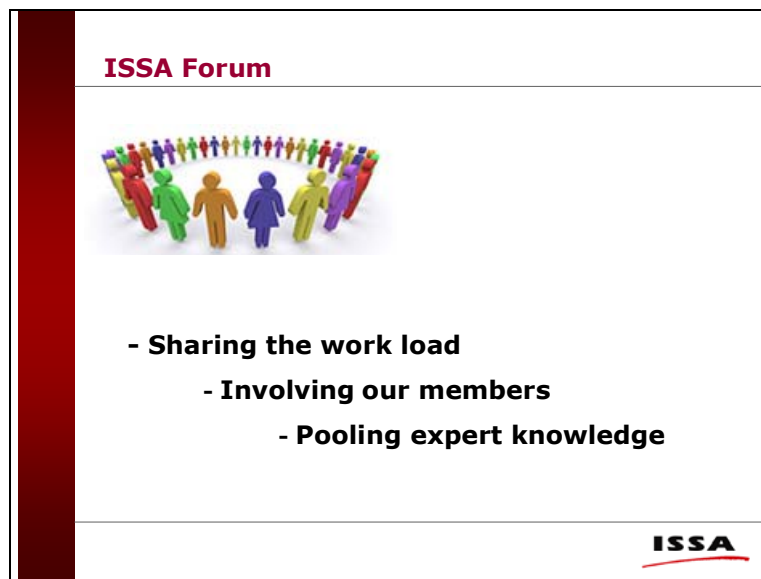 ISSA Forum
- Sharing the work load
- Involving our members
- Pooling expert knowledge
ISSA